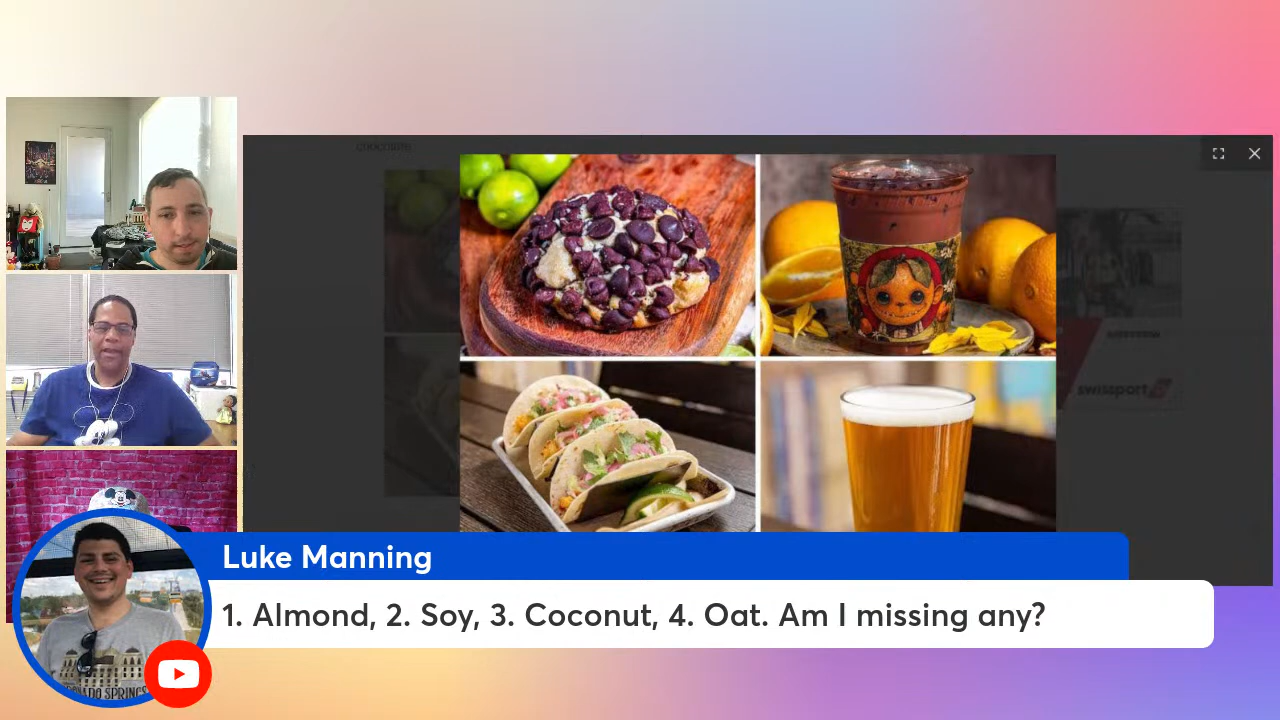 swissport
Luke Manning
1. Almond, 2. Soy, 3. Coconut, 4. Oat. Am I missing any?